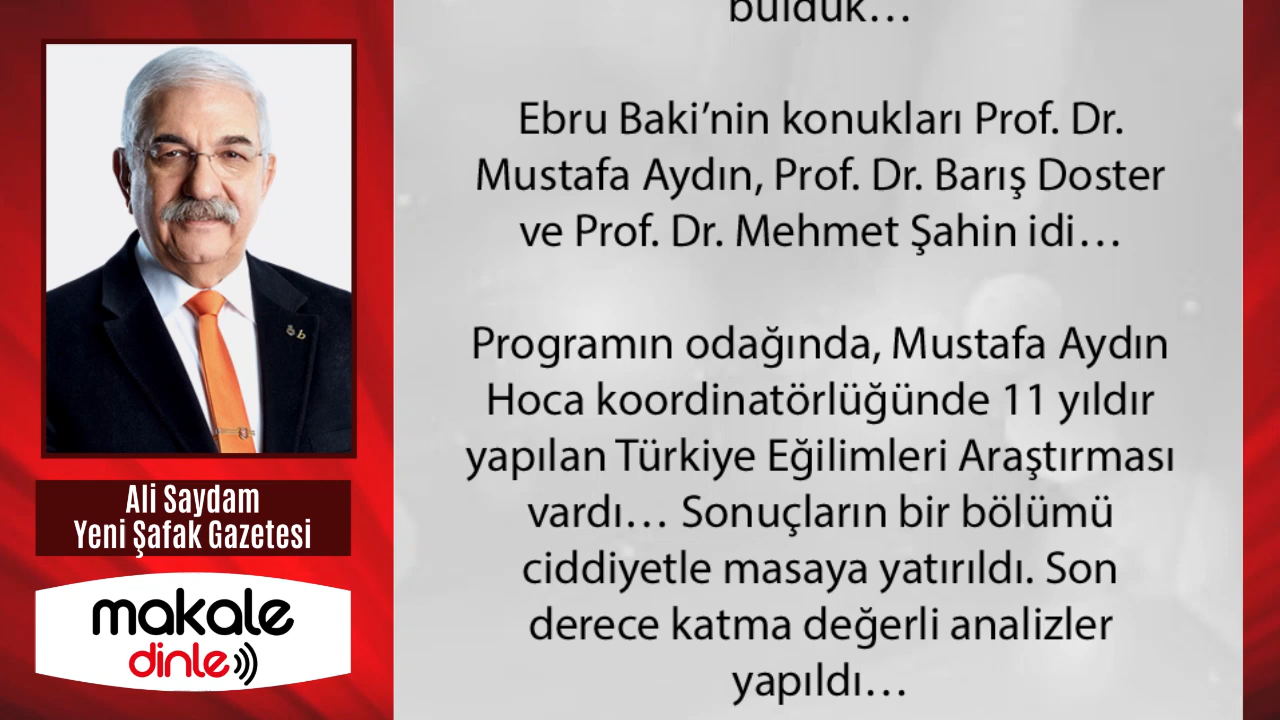 bulduk…
Ebru Baki’nin konukları Prof. Dr.
Mustafa Aydın, Prof. Dr. Barış Doster
ve Prof. Dr. Mehmet Şahin idi…
Programın odağında, Mustafa Aydın
Hoca koordinatörlüğünde 11 yıldır
yapılan Türkiye Eğilimleri Araştırması
vardı… Sonuçların bir bölümü
ciddiyetle masaya yatırıldı. Son
derece katma değerli analizler
yapıldı…
Ali Saydam
Yeni Şafak Gazetesi
makale
dinle